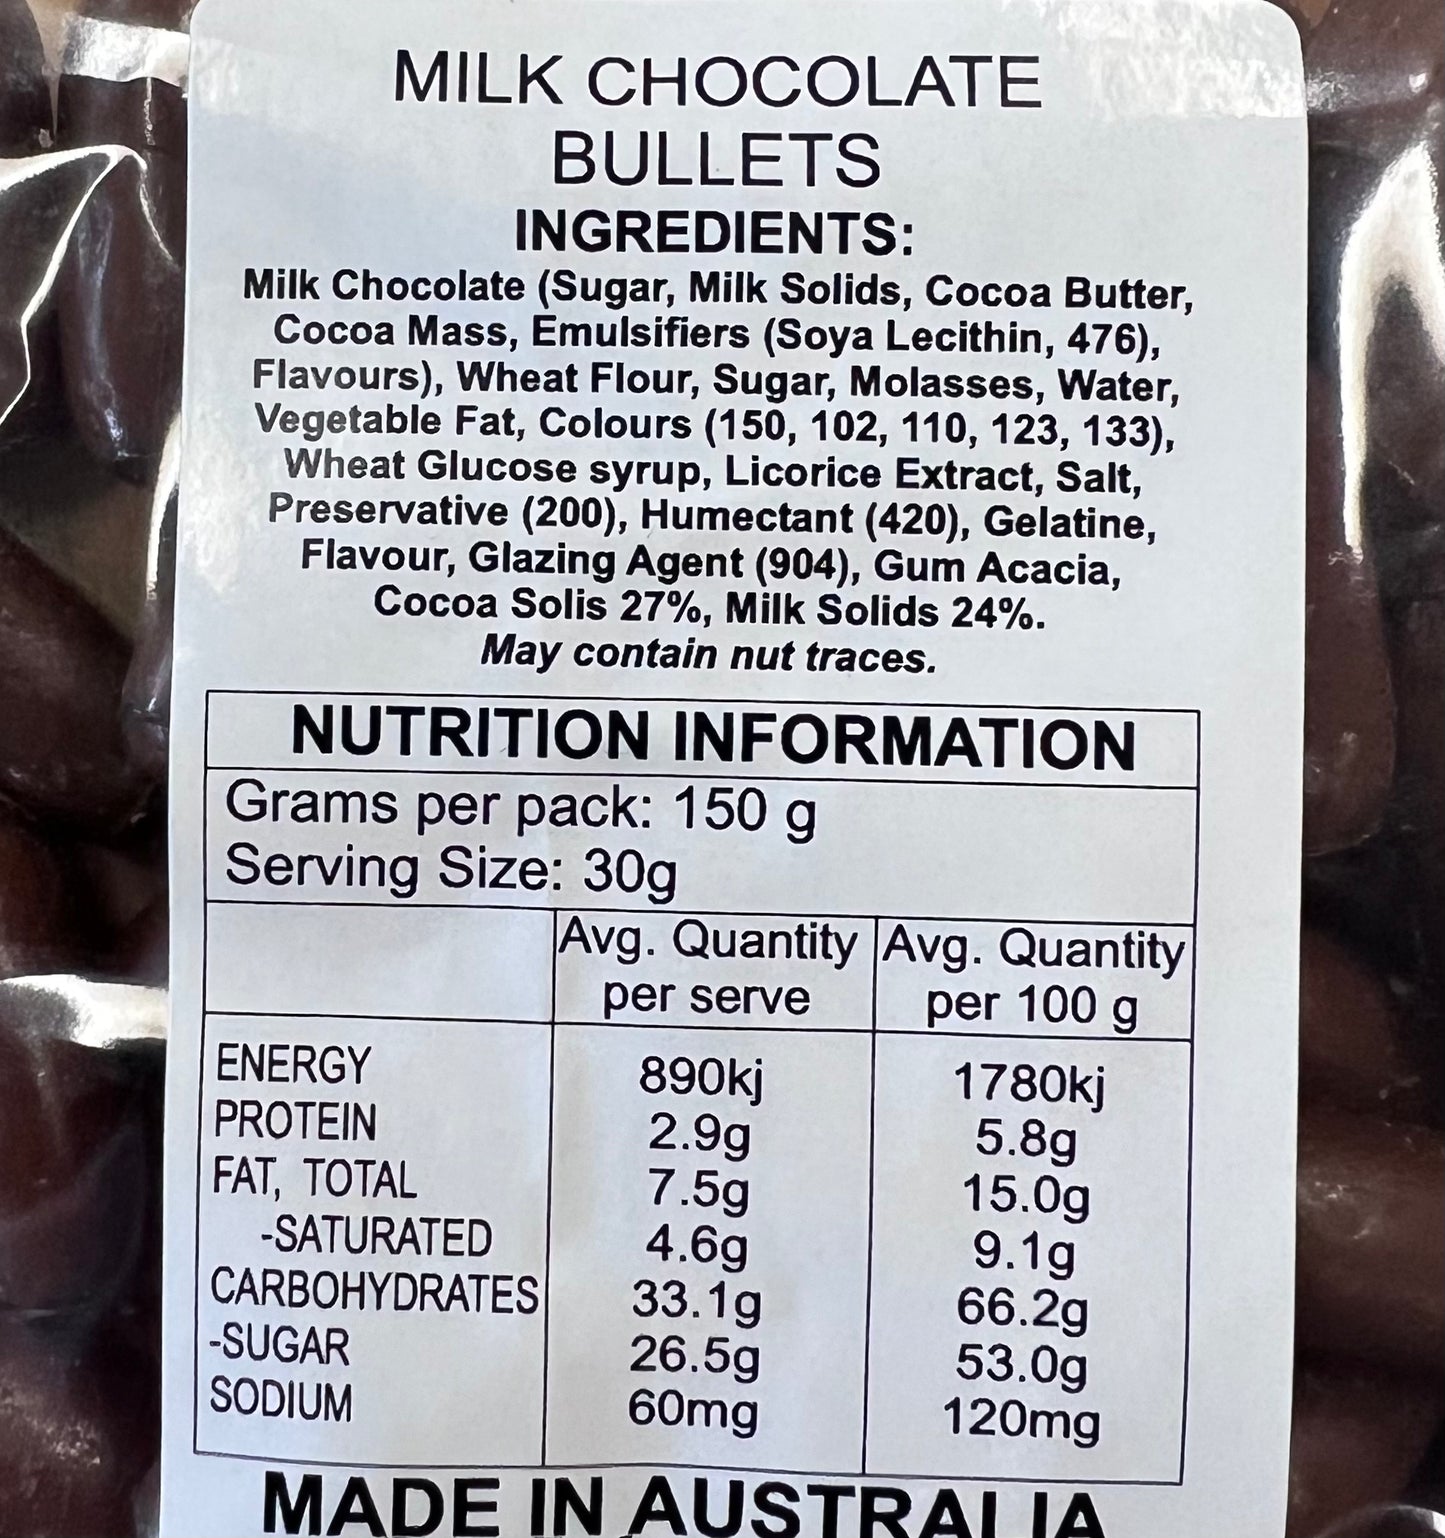 MILK CHOCOLATE
BULLETS
INGREDIENTS:
Milk Chocolate (Sugar, Milk Solids, Cocoa Butter,
Cocoa Mass, Emulsifiers (Soya Lecithin, 476),
Flavours), Wheat Flour, Sugar, Molasses, Water,
Vegetable Fat, Colours (150, 102, 110, 123, 133),
Wheat Glucose syrup, Licorice Extract, Salt,
Preservative (200), Humectant (420), Gelatine,
Flavour, Glazing Agent (904), Gum Acacia,
Cocoa Solis 27%, Milk Solids 24%.
May contain nut traces.
NUTRITION INFORMATION
Grams per pack: 150 g
Serving Size: 30g
Avg. Quantity per serve Avg. Quantity per 100 g
ENERGY 890kj 1780kj
PROTEIN 2.9g 5.8g
FAT, TOTAL 7.5g 15.0g
-SATURATED 4.6g 9.1g
CARBOHYDRATES 33.1g 66.2g
-SUGAR 26.5g 53.0g
SODIUM 60mg 120mg
MADE IN AUSTRALIA